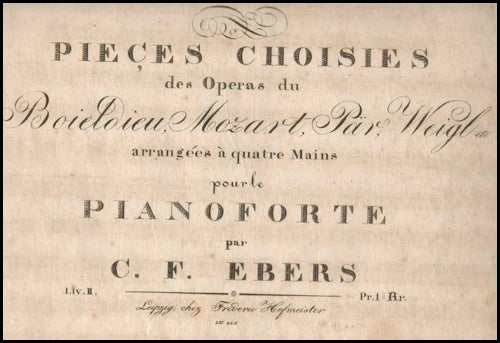 PIEÇES CHOISIES
des Operas du
Boieldieu, Mozart, Pär, Weigl etc
arrangées à quatre Mains
pour le
PIANOFORTE
par
C. F. EBERS
Liv. II. Pr. 1 Rr.
Leipzig, chez Fréderic Hofmeister